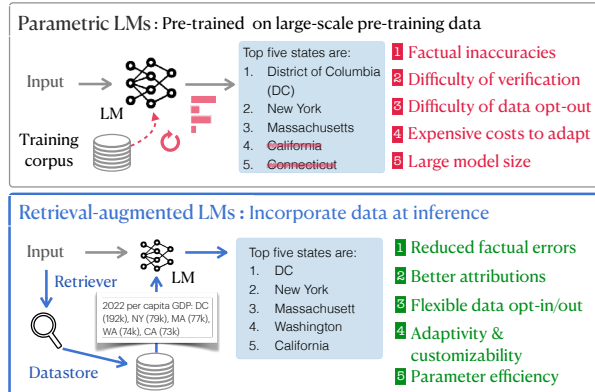 Parametric LMs: Pre-trained on large-scale pre-training data
Input
LM
Training
corpus
Top five states are:
1. District of Columbia
(DC)
2. New York
3. Massachusetts
4. California
5. Connecticut
1 Factual inaccuracies
2 Difficulty of verification
3 Difficulty of data opt-out
4 Expensive costs to adapt
5 Large model size
Retrieval-augmented LMs : Incorporate data at inference
Input
LM
Retriever
2022 per capita GDP: DC
(192k), NY (79k), MA (77k),
WA (74k), CA (73k)
Datastore
Top five states are:
1. DC
2. New York
3. Massachusett
4. Washington
5. California
1 Reduced factual errors
2 Better attributions
3 Flexible data opt-in/out
4 Adaptivity &
customizability
5 Parameter efficiency